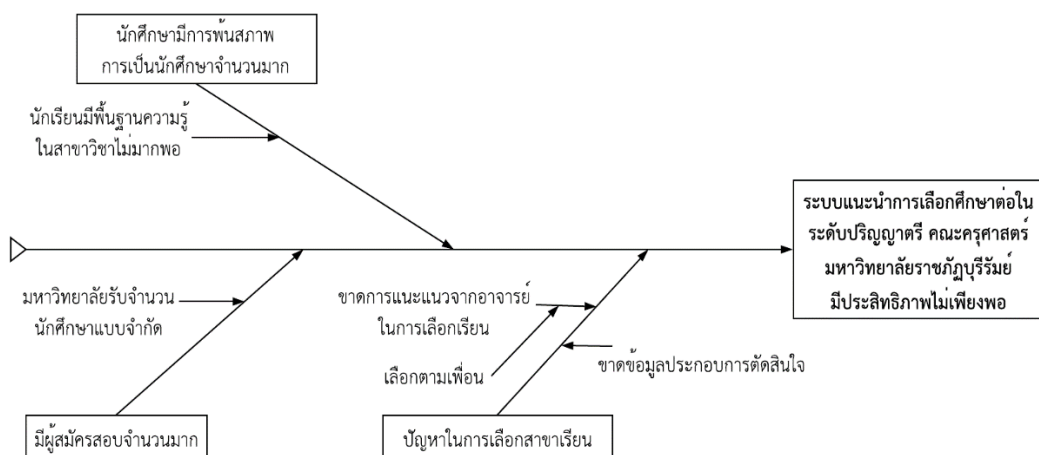 นักศึกษามีการพ้นสภาพ
การเป็นนักศึกษาจำนวนมาก
นักเรียนมีพื้นฐานความรู้
ในสาขาวิชาไม่มากพอ
ระบบแนะนำการเลือกศึกษาต่อใน
ระดับปริญญาตรี คณะครุศาสตร์
มหาวิทยาลัยราชภัฏบุรีรัมย์
มีประสิทธิภาพไม่เพียงพอ
มหาวิทยาลัยรับจำนวน
นักศึกษาแบบจำกัด
ขาดการแนะแนวจากอาจารย์
ในการเลือกเรียน
เลือกตามเพื่อน
ขาดข้อมูลประกอบการตัดสินใจ
มีผู้สมัครสอบจำนวนมาก
ปัญหาในการเลือกสาขาเรียน